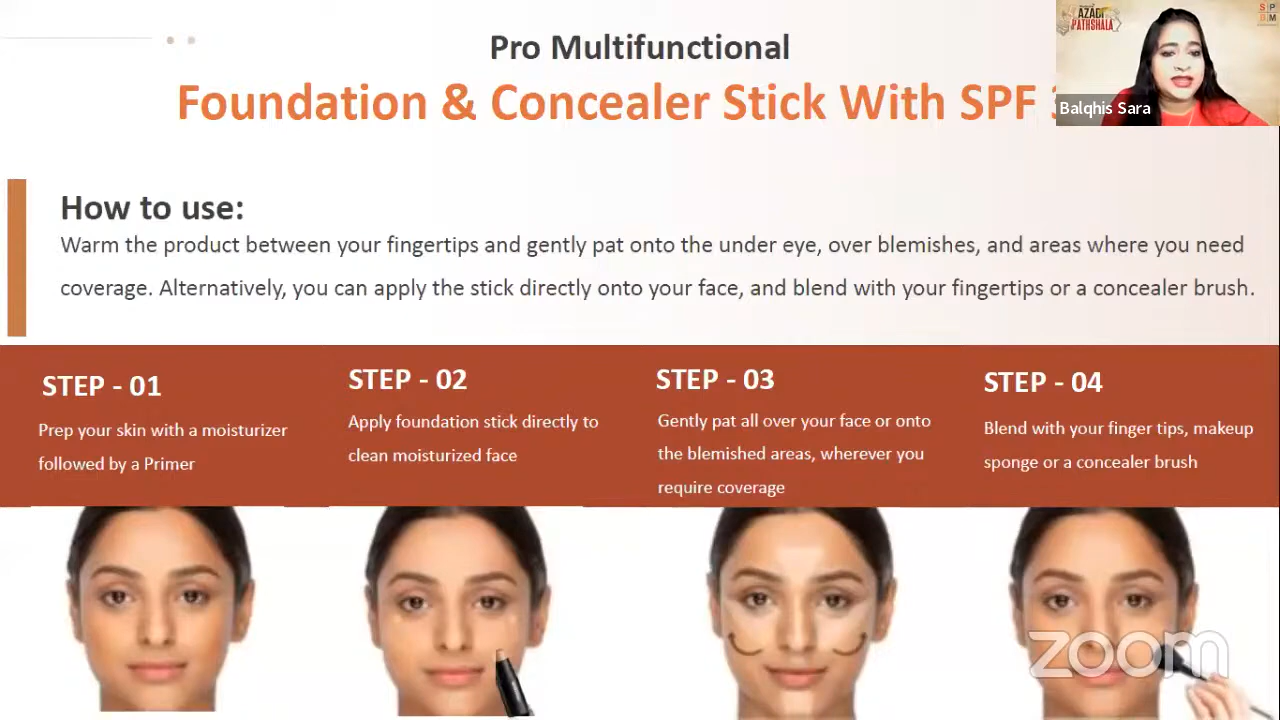 Pro Multifunctional
Foundation & Concealer Stick With SPF
AZADI
PATHSHALA
Balqhis Sara
How to use:
Warm the product between your fingertips and gently pat onto the under eye, over blemishes, and areas where you need
coverage. Alternatively, you can apply the stick directly onto your face, and blend with your fingertips or a concealer brush.
STEP - 01
Prep your skin with a moisturizer
followed by a Primer
STEP - 02
Apply foundation stick directly to
clean moisturized face
STEP - 03
Gently pat all over your face or onto
the blemished areas, wherever you
require coverage
STEP - 04
Blend with your finger tips, makeup
sponge or a concealer brush
zoom